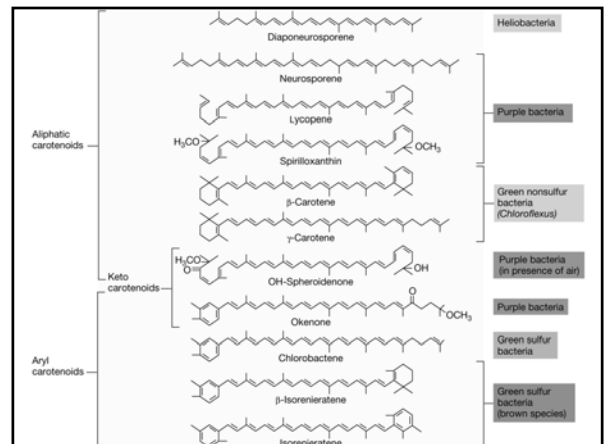 Heliobacteria
Diaponeurosporene
Neurosporene
Lycopene
Purple bacteria
Aliphatic
carotenoids
H₃CO
OCH₃
Spirilloxanthin
β-Carotene
Green nonsulfur
bacteria
(Chloroflexus)
γ-Carotene
H₃CO
O
OH
Purple bacteria
(in presence of air)
Keto
carotenoids
OH-Spheroidenone
O
OCH₃
Purple bacteria
Okenone
Green sulfur
bacteria
Chlorobactene
Aryl
carotenoids
β-Isorenieratene
Green sulfur
bacteria
(brown species)
Isorenieratene